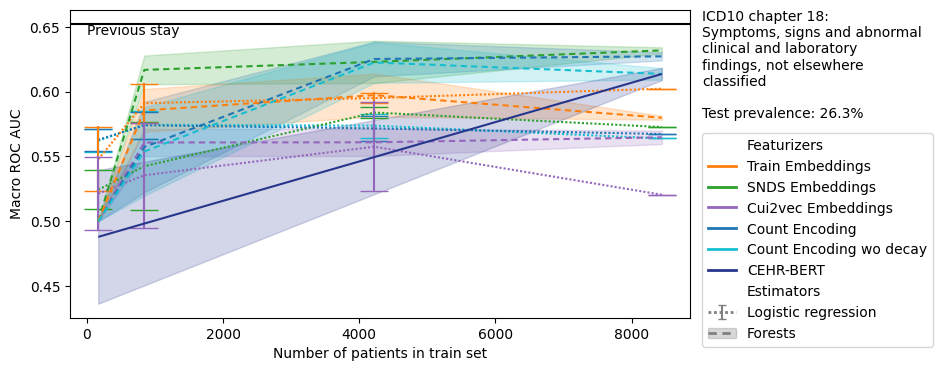 0.65
0.60
0.55
0.50
0.45
Macro ROC AUC
Previous stay
0
2000
4000
6000
8000
Number of patients in train set
ICD10 chapter 18:
Symptoms, signs and abnormal
clinical and laboratory
findings, not elsewhere
classified
Test prevalence: 26.3%
Featurizers
Train Embeddings
SNDS Embeddings
Cui2vec Embeddings
Count Encoding
Count Encoding wo decay
CEHR-BERT
Estimators
Logistic regression
Forests